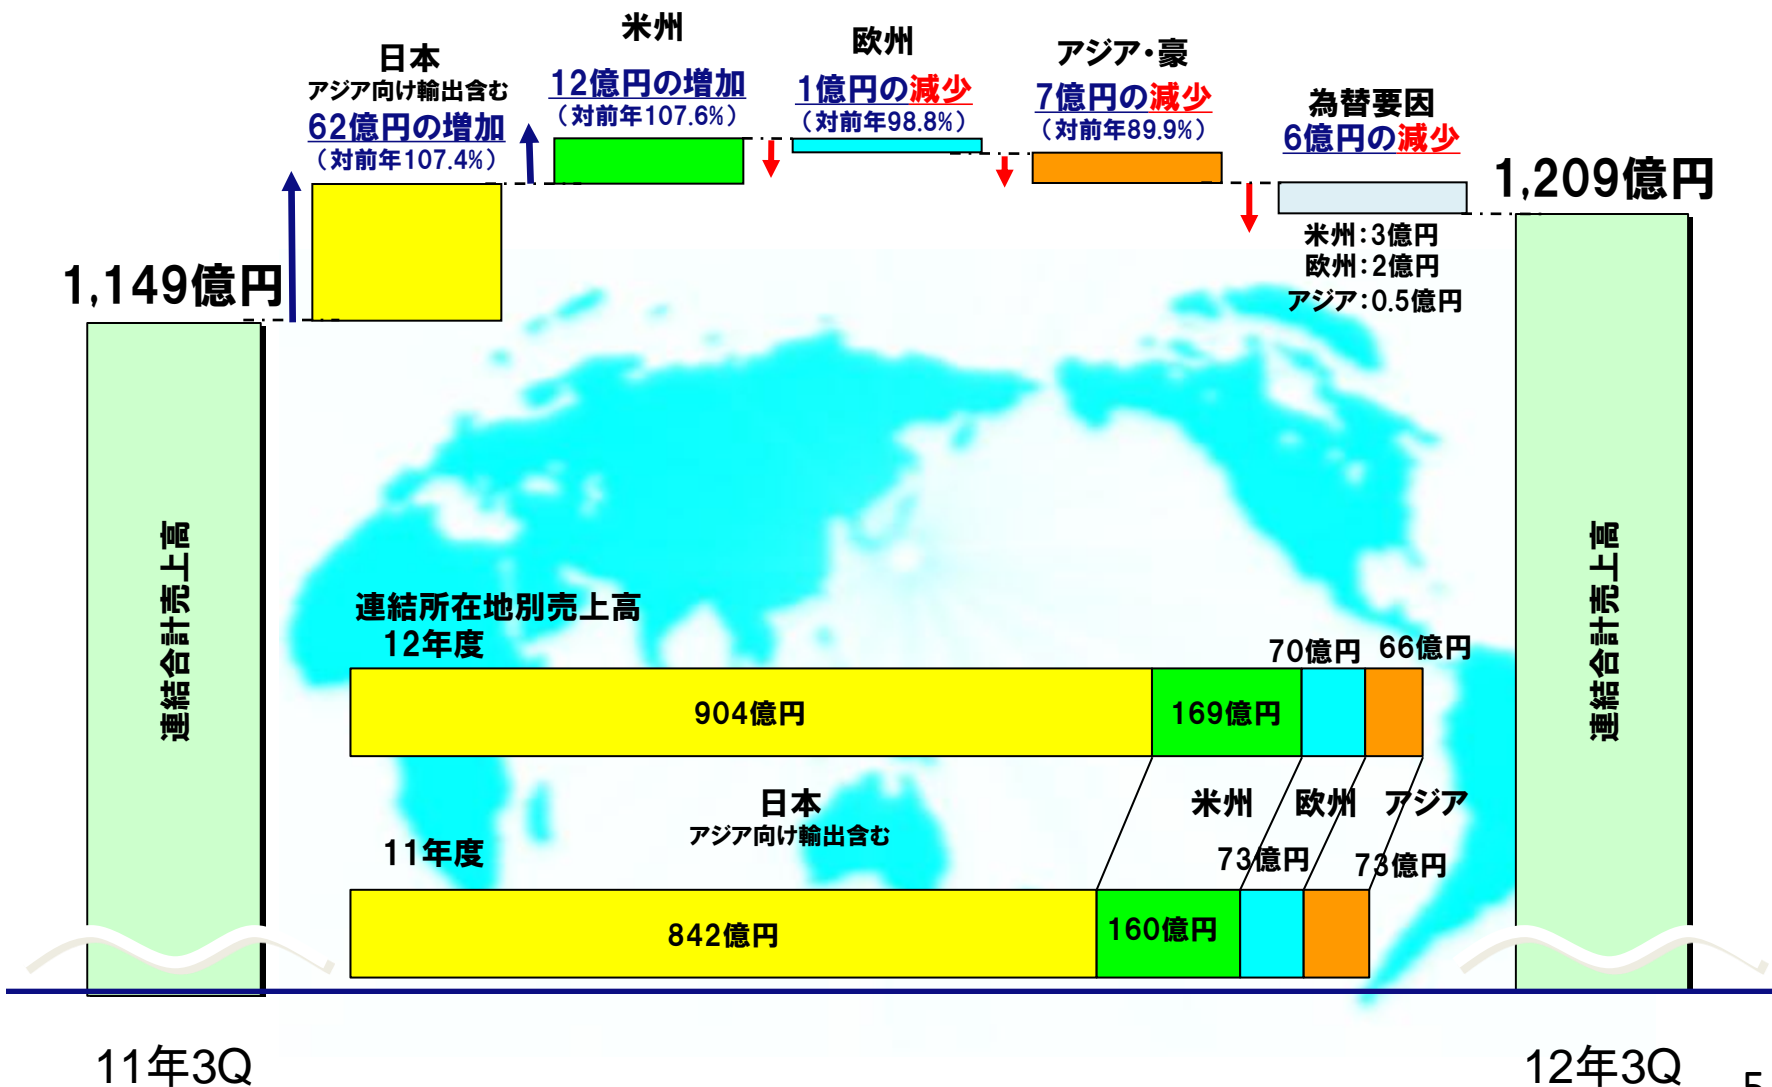 米州
欧州
アジア・豪
日本
アジア向け輸出含む
62億円の増加
（対前年107.4%）
12億円の増加
（対前年107.6%）
1億円の減少
（対前年98.8%）
7億円の減少
（対前年89.9%）
為替要因
6億円の減少
米州：3億円
欧州：2億円
アジア：0.5億円
1,149億円
1,209億円
連結合計売上高
連結合計売上高
連結所在地別売上高
12年度
904億円
169億円
70億円
66億円
日本
アジア向け輸出含む
米州
欧州
アジア
11年度
842億円
160億円
73億円
73億円
11年3Q
12年3Q
5